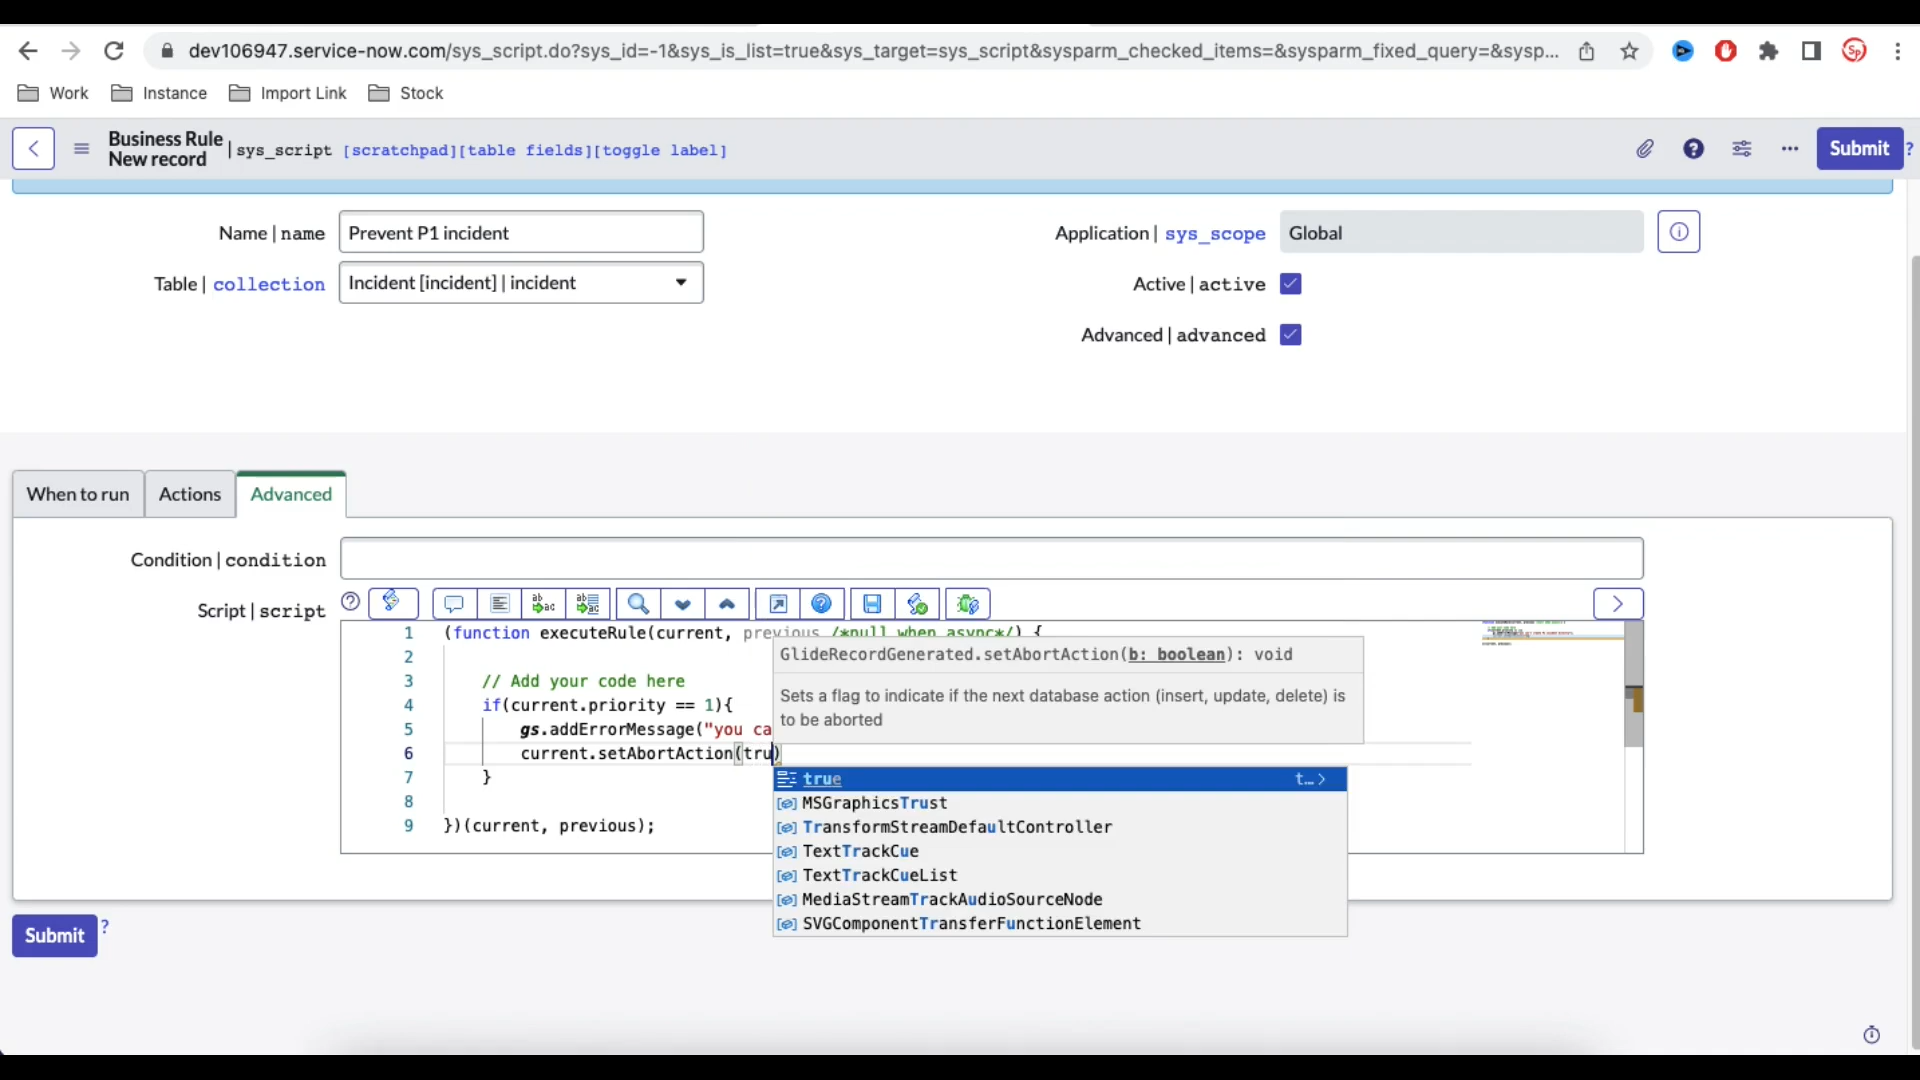 dev106947.service-now.com/sys_script.do?sys_id=-1&sys_is_list=true&sys_target=sys_script&sysparm_checked_items=&sysparm_fixed_query=&sysp...
Sp
Work Instance Import Link Stock
Business Rule
New record
|sys_script [scratchpad][table fields][toggle label]
Submit ?
Name | name Prevent P1 incident
Application | sys_scope Global
Table | collection Incident [incident] | incident
Active | active
Advanced | advanced
When to run Actions Advanced
Condition | condition
Script | script
1 (function executeRule(current, previous /*null when async*/) {
2
3 // Add your code here
4 if(current.priority == 1){
5 gs.addErrorMessage("you ca
6 current.setAbortAction(tru)
7 }
8
9 })(current, previous);
GlideRecordGenerated.setAbortAction(b: boolean): void
Sets a flag to indicate if the next database action (insert, update, delete) is
to be aborted
true t…>
MSGraphicsTrust
TransformStreamDefaultController
TextTrackCue
TextTrackCueList
MediaStreamTrackAudioSourceNode
SVGComponentTransferFunctionElement
Submit ?